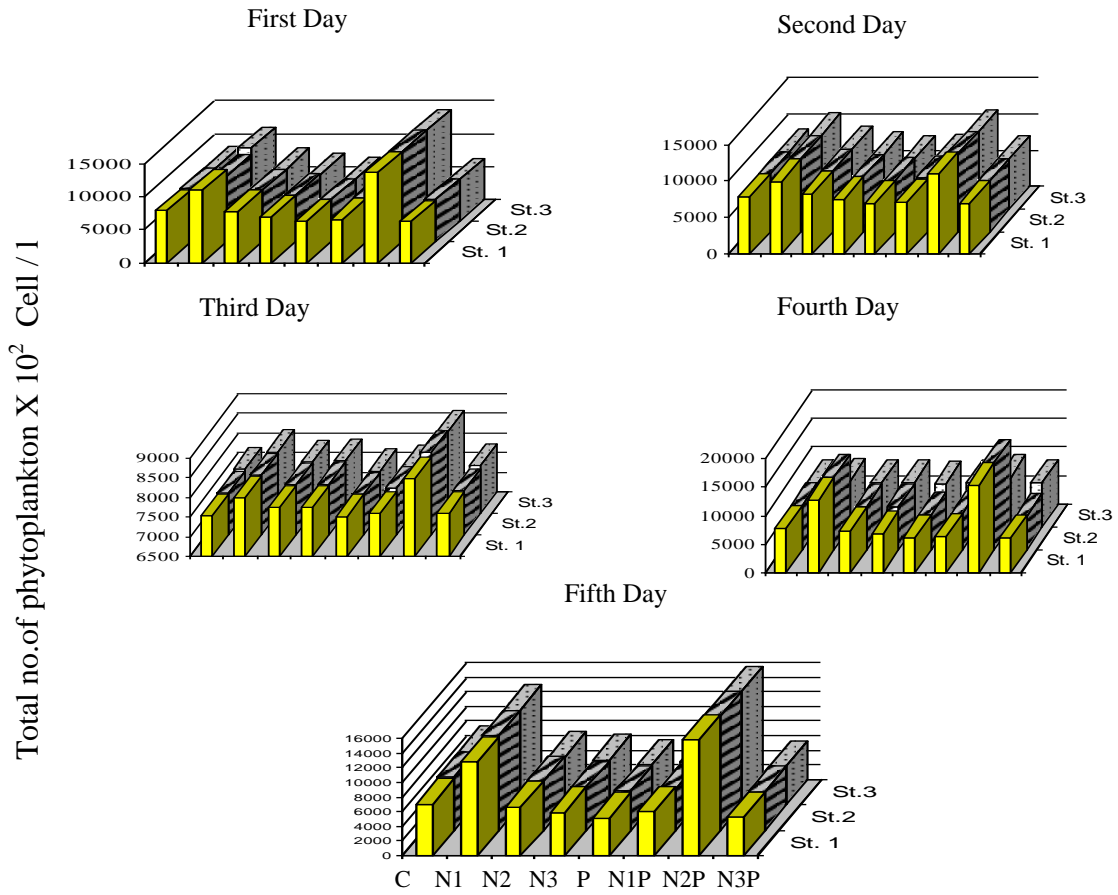 First Day
Second Day
15000
10000
5000
0
St.3
St.2
St. 1
15000
10000
5000
0
St.3
St.2
St. 1
Total no.of phytoplankton X 10² Cell / l
Third Day
Fourth Day
9000
8500
8000
7500
7000
6500
St.3
St.2
St. 1
20000
15000
10000
5000
0
St.3
St.2
St. 1
Fifth Day
16000
14000
12000
10000
8000
6000
4000
2000
0
St.3
St.2
St. 1
C N1 N2 N3 P N1P N2P N3P